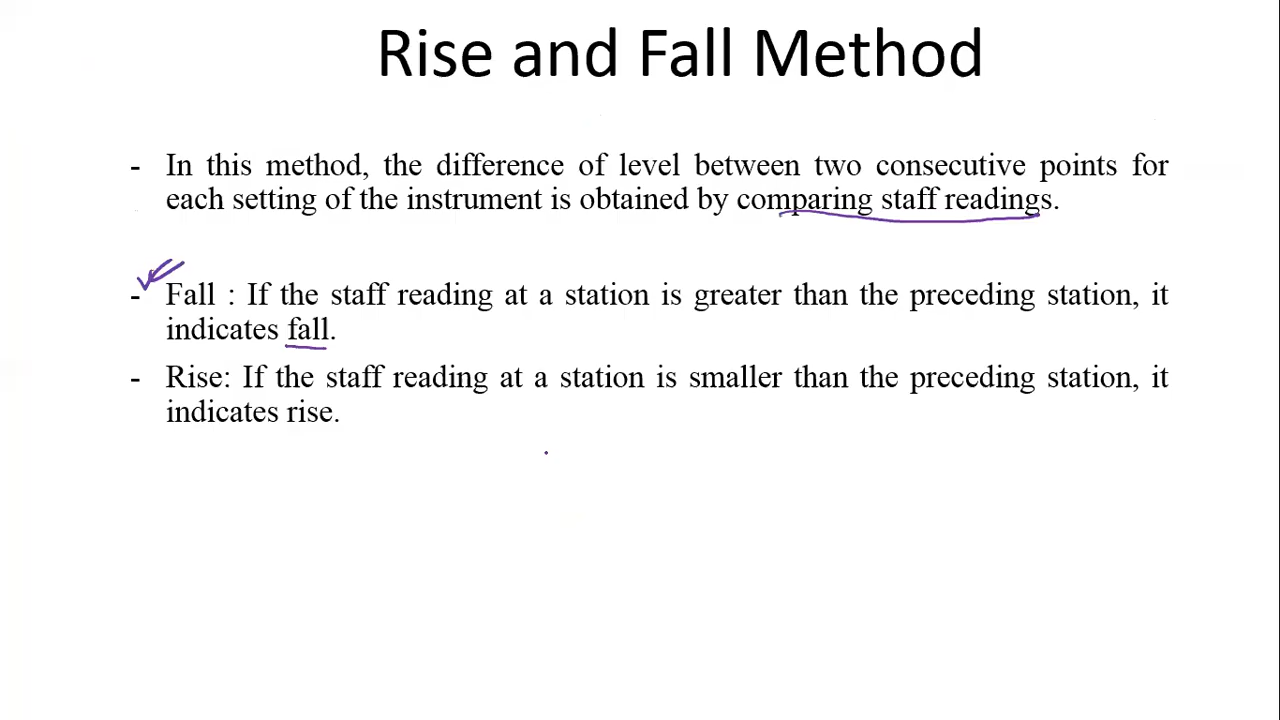 Rise and Fall Method
- In this method, the difference of level between two consecutive points for
each setting of the instrument is obtained by comparing staff readings.
- Fall : If the staff reading at a station is greater than the preceding station, it
indicates fall.
- Rise: If the staff reading at a station is smaller than the preceding station, it
indicates rise.